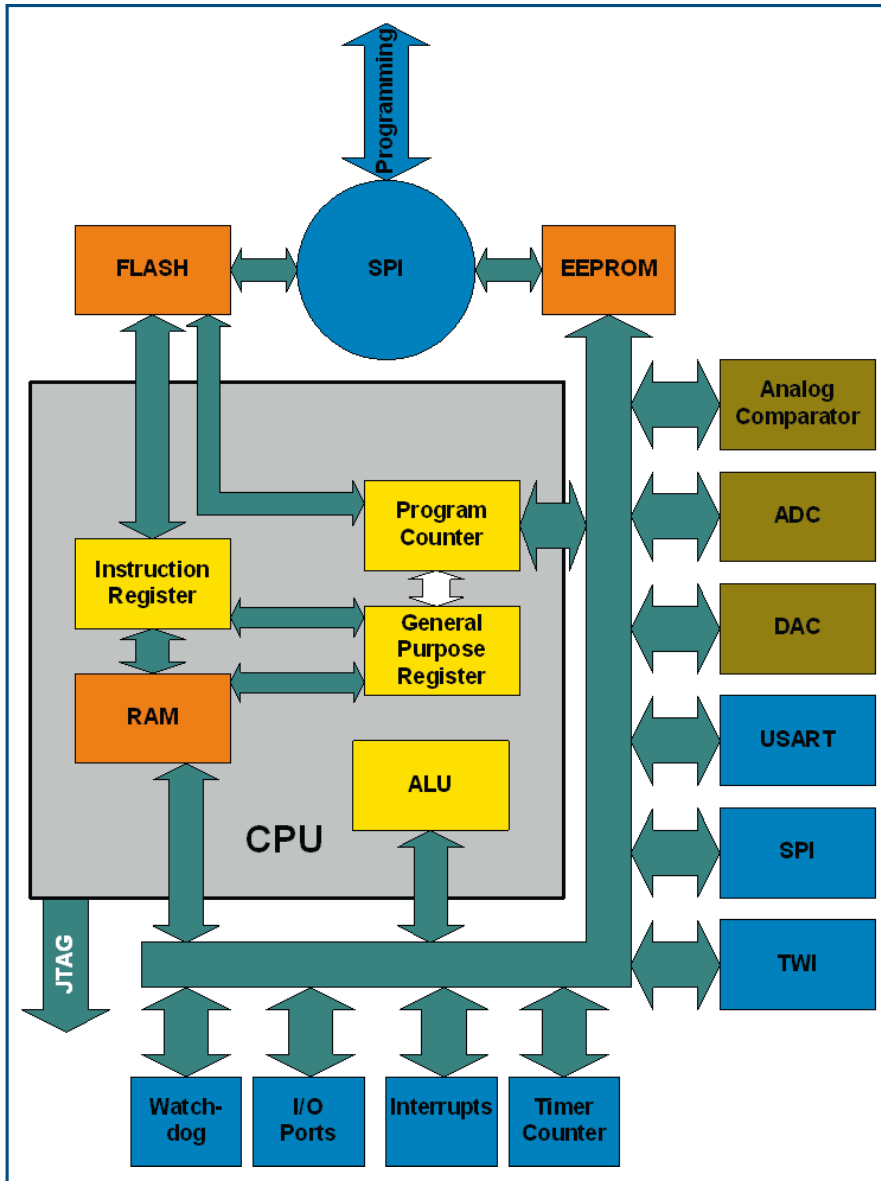 Programming
FLASH
SPI
EEPROM
Analog
Comparator
Program
Counter
ADC
Instruction
Register
General
Purpose
Register
DAC
RAM
USART
ALU
CPU
SPI
JTAG
TWI
Watch-
dog
I/O
Ports
Interrupts
Timer
Counter